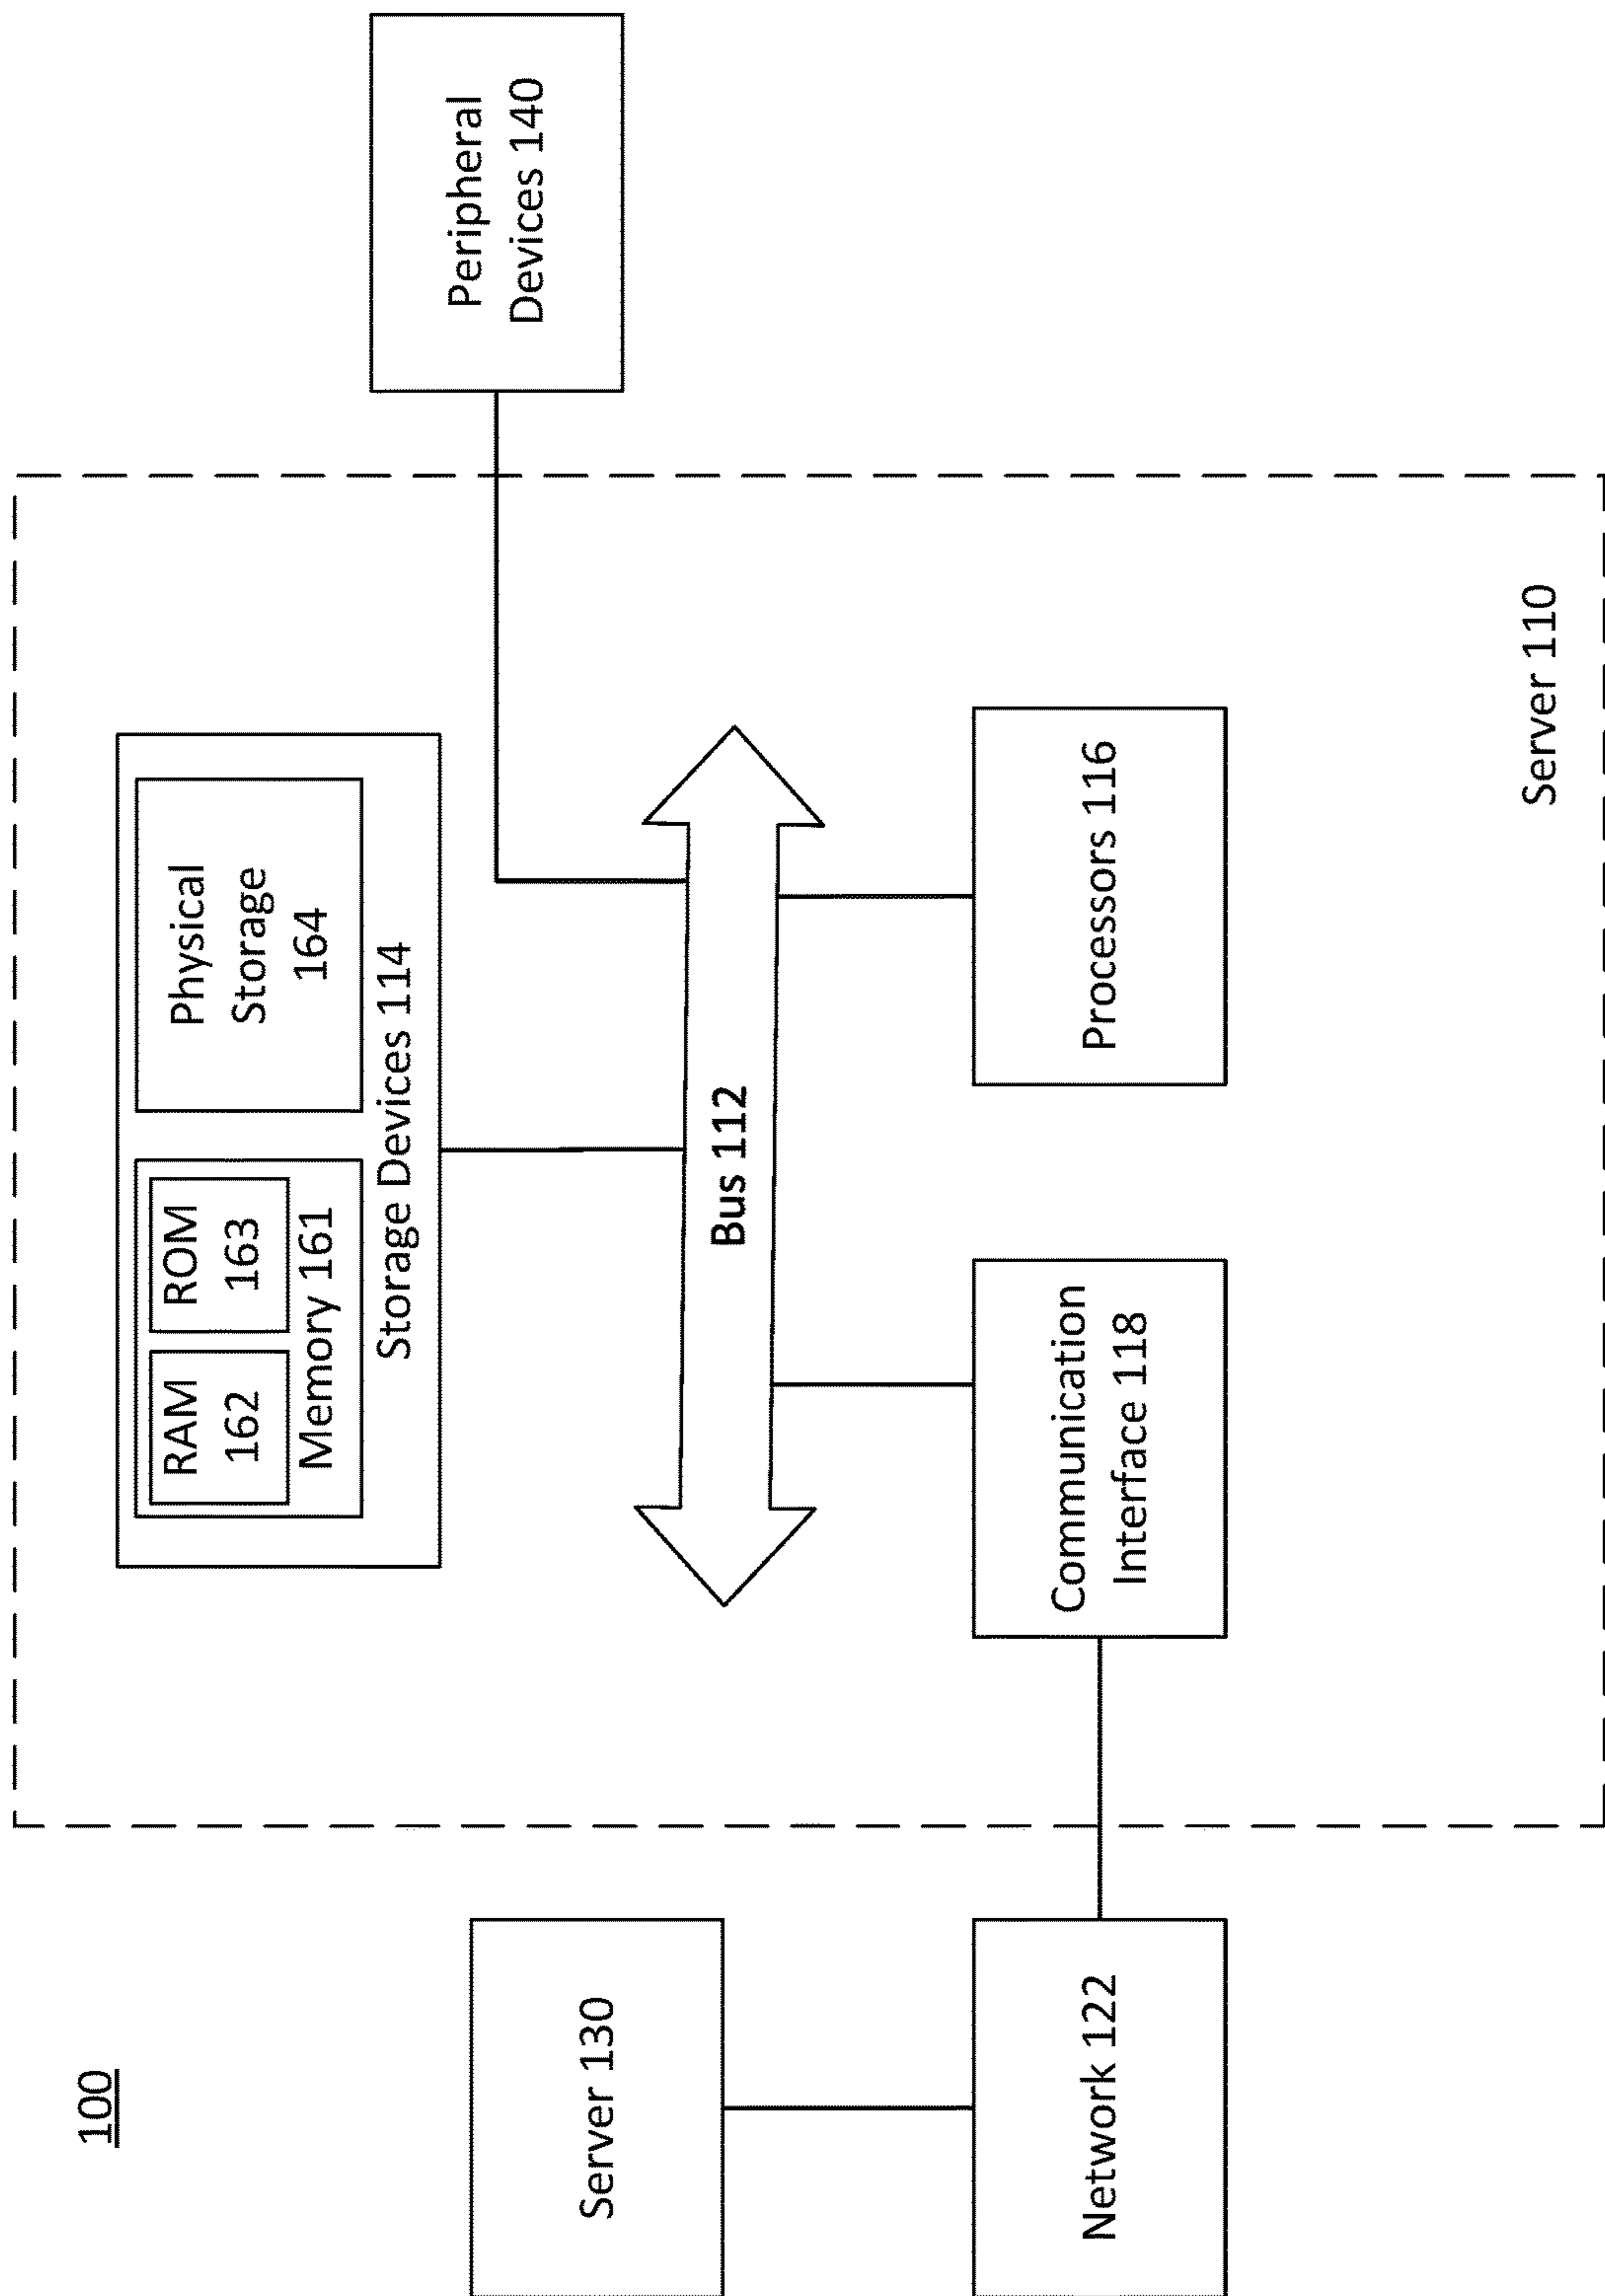 100
Server 130
Network 122
RAM
162
ROM
163
Memory 161
Physical
Storage
164
Storage Devices 114
Bus 112
Communication
Interface 118
Processors 116
Server 110
Peripheral
Devices 140